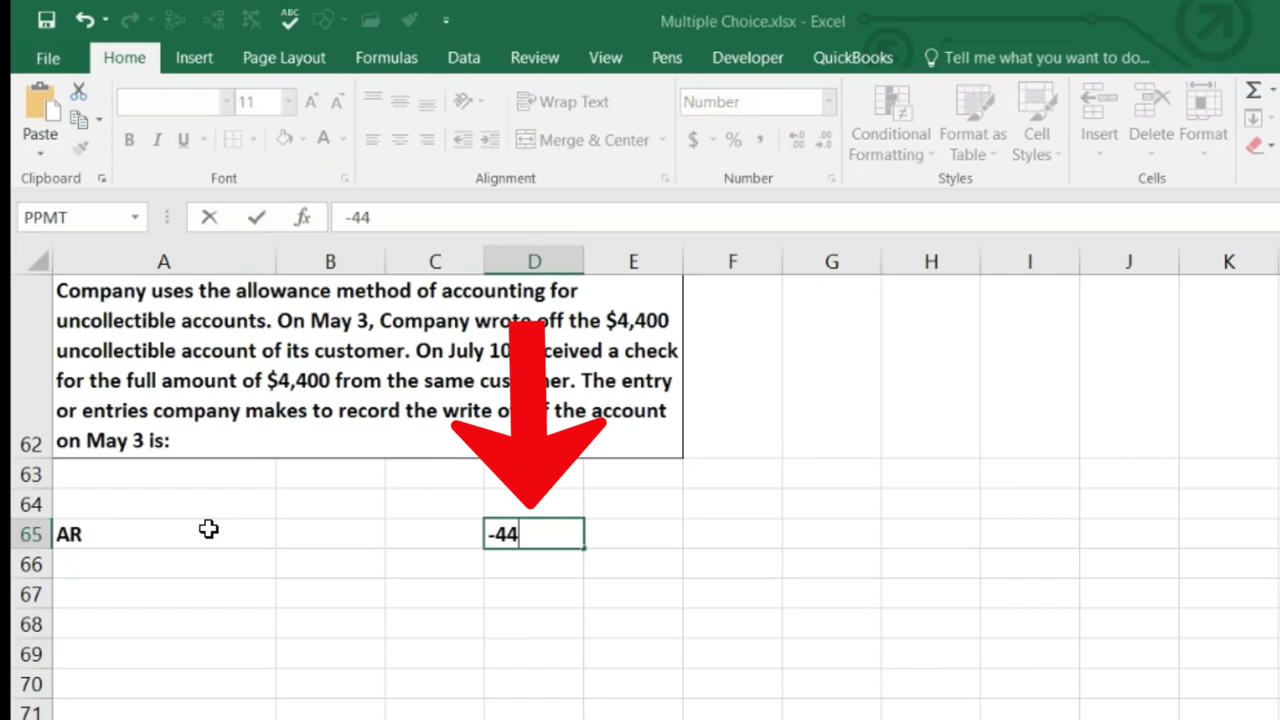 ABC
Multiple Choice.xlsx - Excel
File Home Insert Page Layout Formulas Data Review View Pens Developer QuickBooks Tell me what you want to do...
Paste
11 A A
Wrap Text
Number
B I U A
Merge & Center
$ % , .0 .00
Conditional Formatting
Format as Table
Cell Styles
Insert Delete Format
Clipboard Font Alignment Number Styles Cells
PPMT fx -44
A B C D E F G H I J K
Company uses the allowance method of accounting for
uncollectible accounts. On May 3, Company wrote off the $4,400
uncollectible account of its customer. On July 10
ceived a check
for the full amount of $4,400 from the same cus
er. The entry
or entries company makes to record the write o
f the account
62 on May 3 is:
63
64
65 AR -44
66
67
68
69
70
71